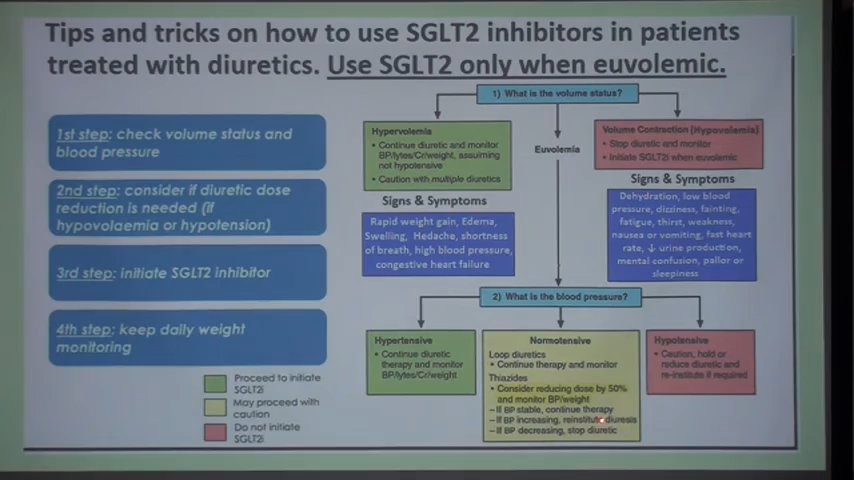 Tips and tricks on how to use SGLT2 inhibitors in patients
treated with diuretics. Use SGLT2 only when euvolemic.
1st step: check volume status and
blood pressure
2nd step: consider if diuretic dose
reduction is needed (if
hypovolaemia or hypotension)
3rd step: initiate SGLT2 inhibitor
4th step: keep daily weight
monitoring
Proceed to initiate
SGLT2i
May proceed with
caution
Do not initiate
SGLT2i
1) What is the volume status?
Hypervolemia
• Continue diuretic and monitor
BP/lytes/Cr/weight, assuming
not hypotensive
• Caution with multiple diuretics
Signs & Symptoms
Rapid weight gain, Edema,
Swelling, Hedache, shortness
of breath, high blood pressure,
congestive heart failure
Euvolemia
Volume Contraction (Hypovolemia)
• Stop diuretic and monitor
• Initiate SGLT2i when euvolemic
Signs & Symptoms
Dehydration, low blood
pressure, dizziness, fainting,
fatigue, thirst, weakness,
nausea or vomiting, fast heart
rate, ↓ urine production,
mental confusion, pallor or
sleepiness
2) What is the blood pressure?
Hypertensive
• Continue diuretic
therapy and monitor
BP/lytes/Cr/weight
Normotensive
Loop diuretics
• Continue therapy and monitor
Thiazides
• Consider reducing dose by 50%
and monitor BP/weight
– If BP stable, continue therapy
– If BP increasing, reinstitute diuresis
– If BP decreasing, stop diuretic
Hypotensive
• Caution, hold or
reduce diuretic and
re-institute if required